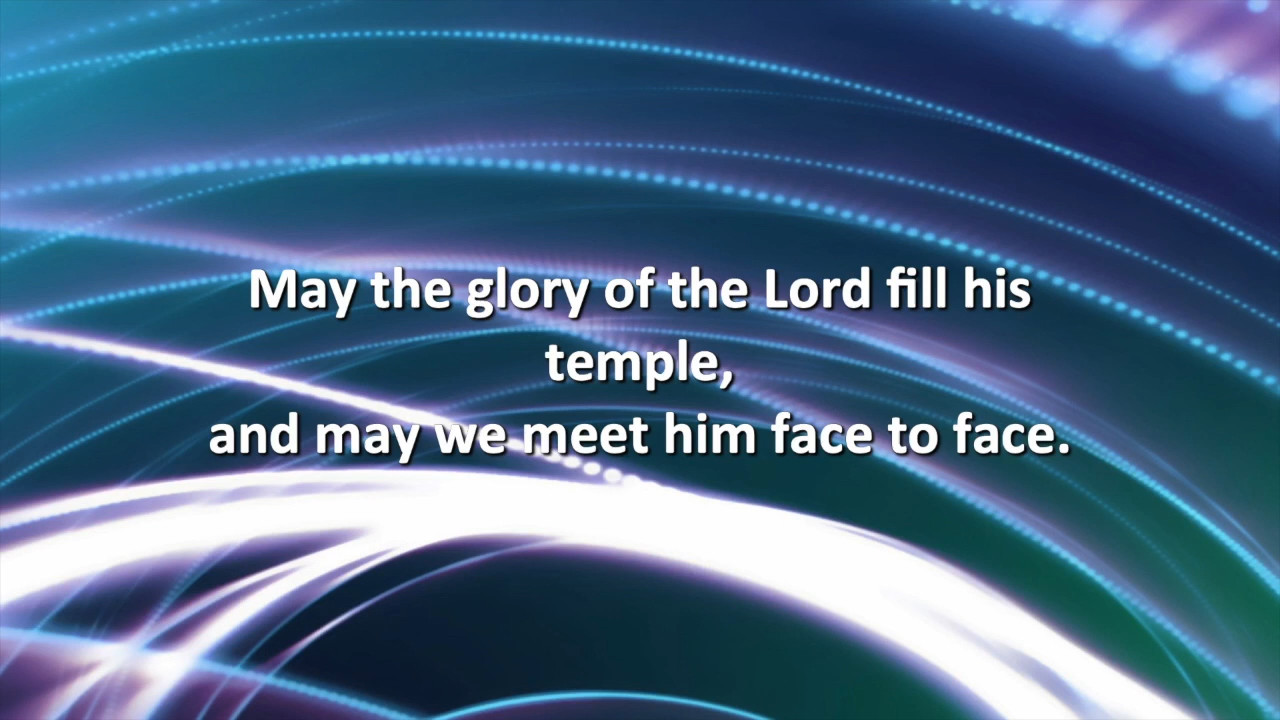 May the glory of the Lord fill his
temple,
and may we meet him face to face.